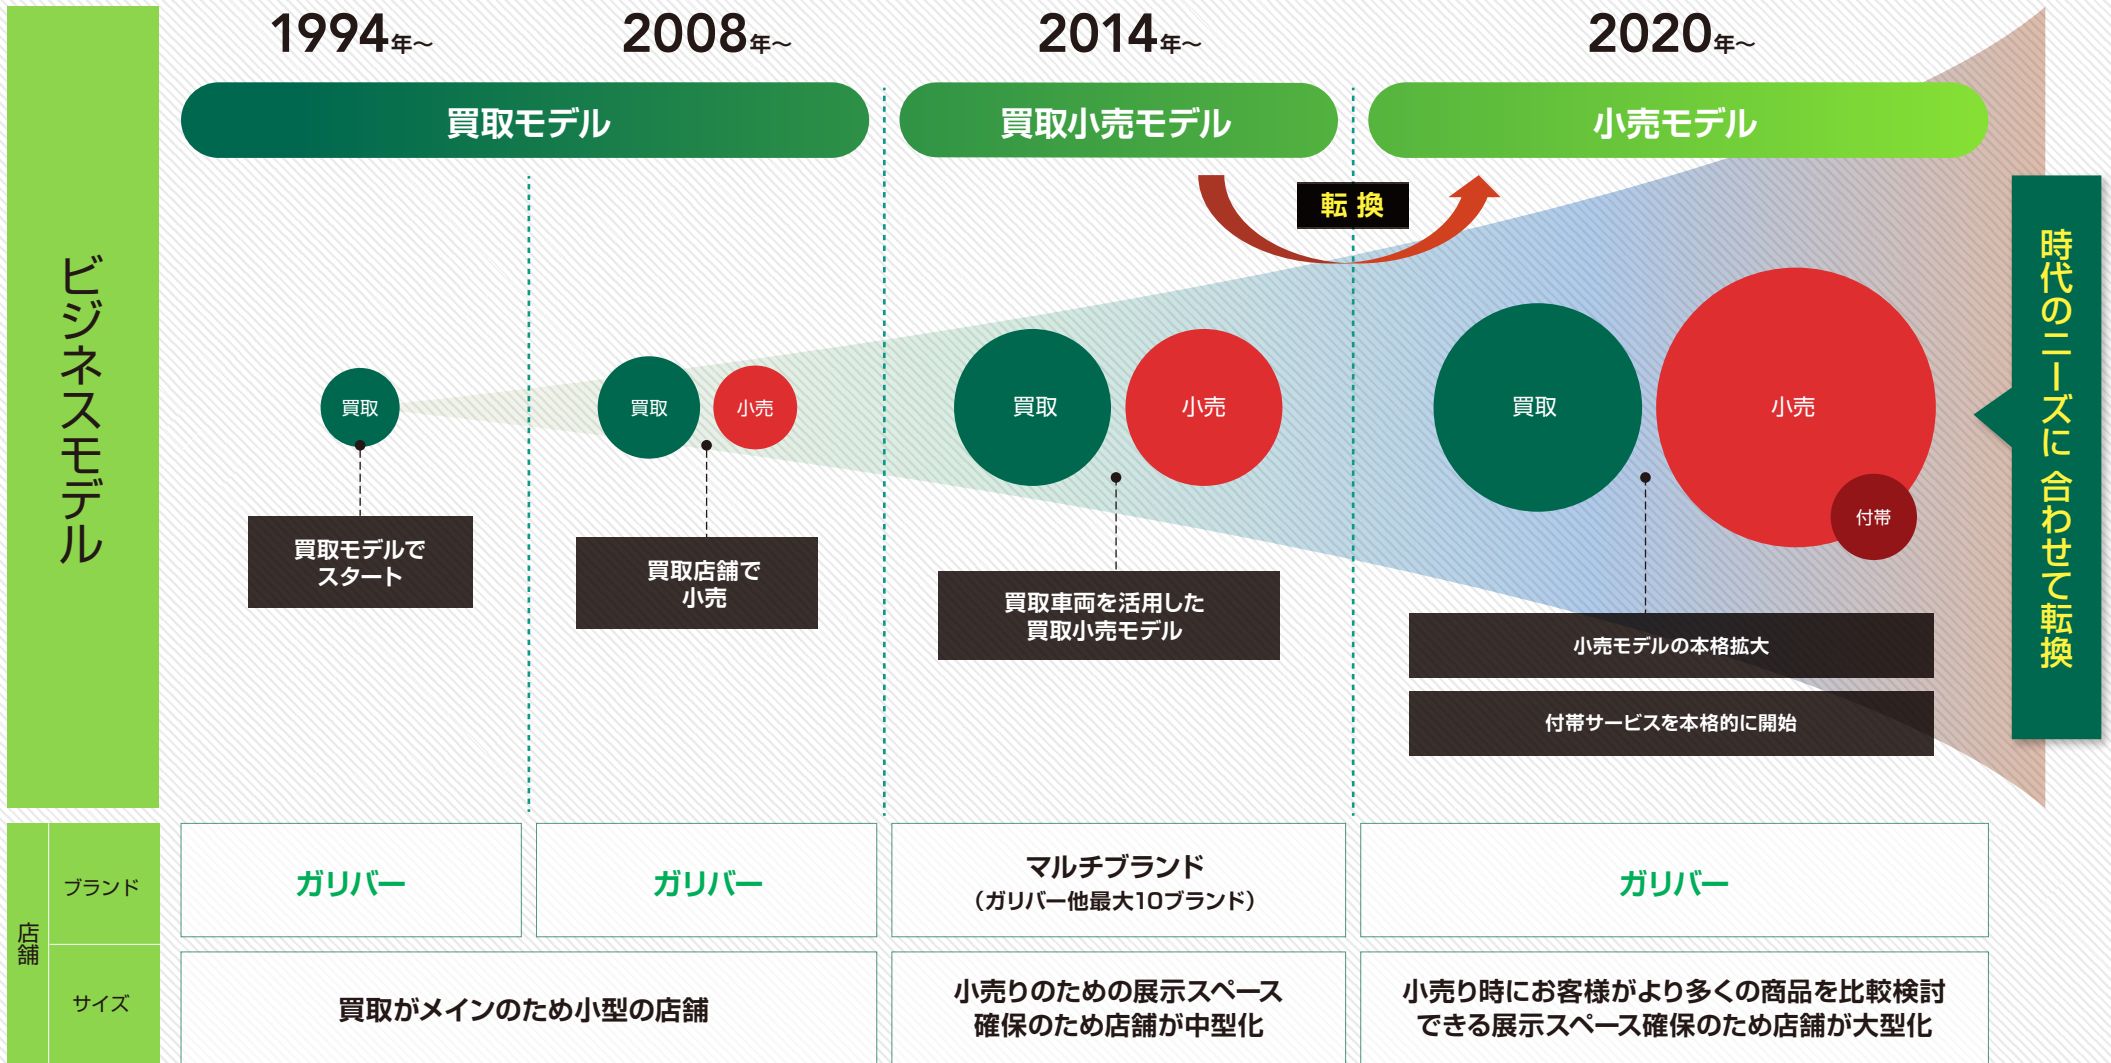 1994年～
2008年～
2014年～
2020年～
買取モデル
買取小売モデル
小売モデル
転換
ビジネスモデル
買取
買取
小売
買取
小売
買取
小売
付帯
買取モデルで
スタート
買取店舗で
小売
買取車両を活用した
買取小売モデル
小売モデルの本格拡大
付帯サービスを本格的に開始
時代のニーズに合わせて転換
店舗
ブランド
ガリバー
ガリバー
マルチブランド
（ガリバー他最大10ブランド）
ガリバー
サイズ
買取がメインのため小型の店舗
小売りのための展示スペース
確保のため店舗が中型化
小売り時にお客様がより多くの商品を比較検討
できる展示スペース確保のため店舗が大型化